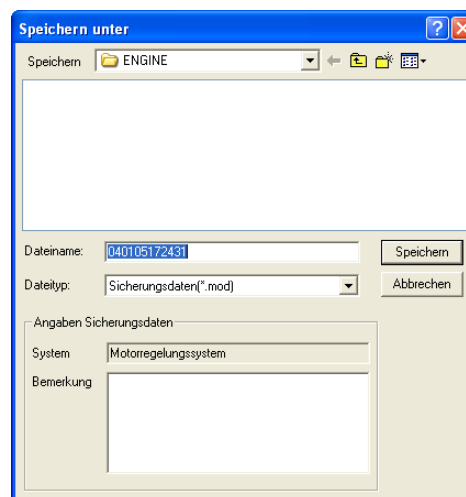 Speichern unter
Speichern ENGINE
Dateiname: 040105172431 Speichern
Dateityp: Sicherungsdaten(*.mod) Abbrechen
Angaben Sicherungsdaten
System Motorregelungssystem
Bemerkung